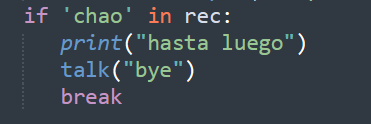 if 'chao' in rec:
    print("hasta luego")
    talk("bye")
    break